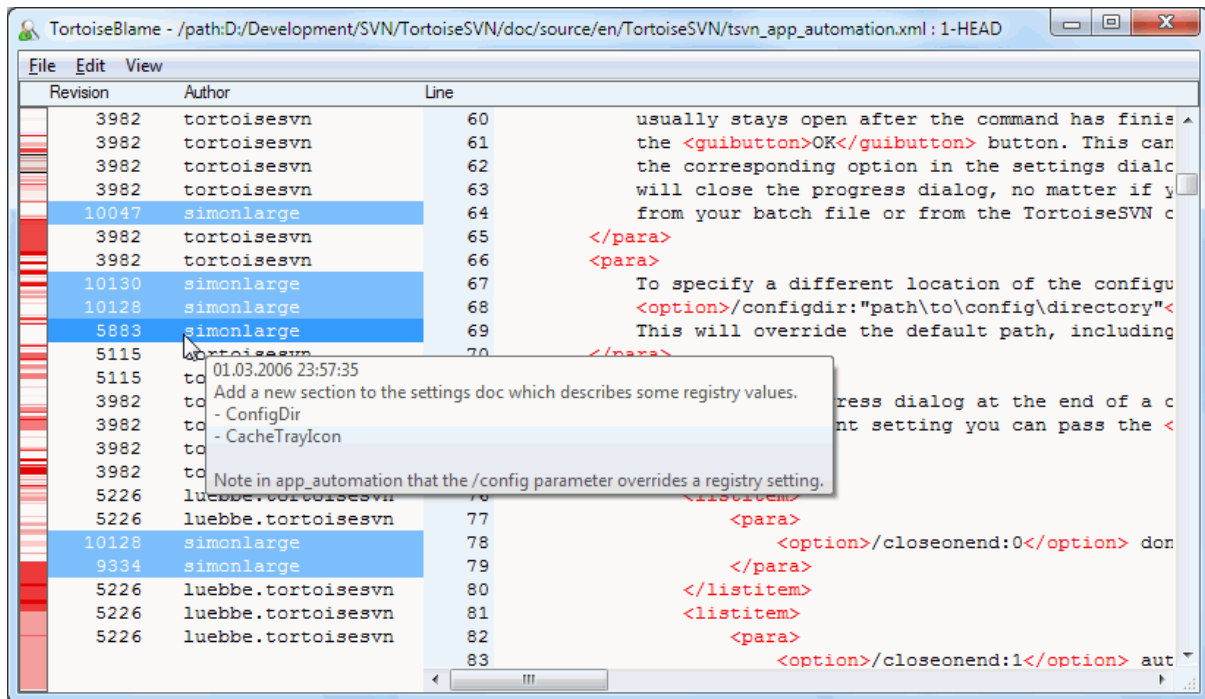 TortoiseBlame - /path:D:/Development/SVN/TortoiseSVN/doc/source/en/TortoiseSVN/tsvn_app_automation.xml : 1-HEAD
File Edit View
Revision Author Line
3982 tortoisesvn 60 usually stays open after the command has finis
3982 tortoisesvn 61 the <guibutton>OK</guibutton> button. This can
3982 tortoisesvn 62 the corresponding option in the settings dialo
3982 tortoisesvn 63 will close the progress dialog, no matter if y
10047 simonlarge 64 from your batch file or from the TortoiseSVN c
3982 tortoisesvn 65 </para>
3982 tortoisesvn 66 <para>
10130 simonlarge 67 To specify a different location of the configu
10128 simonlarge 68 <option>/configdir:"path\to\config\directory"<
5883 simonlarge 69 This will override the default path, including
5115 tortoisesvn 70 </para>
01.03.2006 23:57:35
5115 to
Add a new section to the settings doc which describes some registry values.
3982 to ress dialog at the end of a c
- ConfigDir
3982 to nt setting you can pass the <
- CacheTrayIcon
3982 to
3982 to
Note in app_automation that the /config parameter overrides a registry setting.
5226 luebbe.tortoisesvn 76 <listitem>
5226 luebbe.tortoisesvn 77 <para>
10128 simonlarge 78 <option>/closeonend:0</option> don
9334 simonlarge 79 </para>
5226 luebbe.tortoisesvn 80 </listitem>
5226 luebbe.tortoisesvn 81 <listitem>
5226 luebbe.tortoisesvn 82 <para>
83 <option>/closeonend:1</option> aut